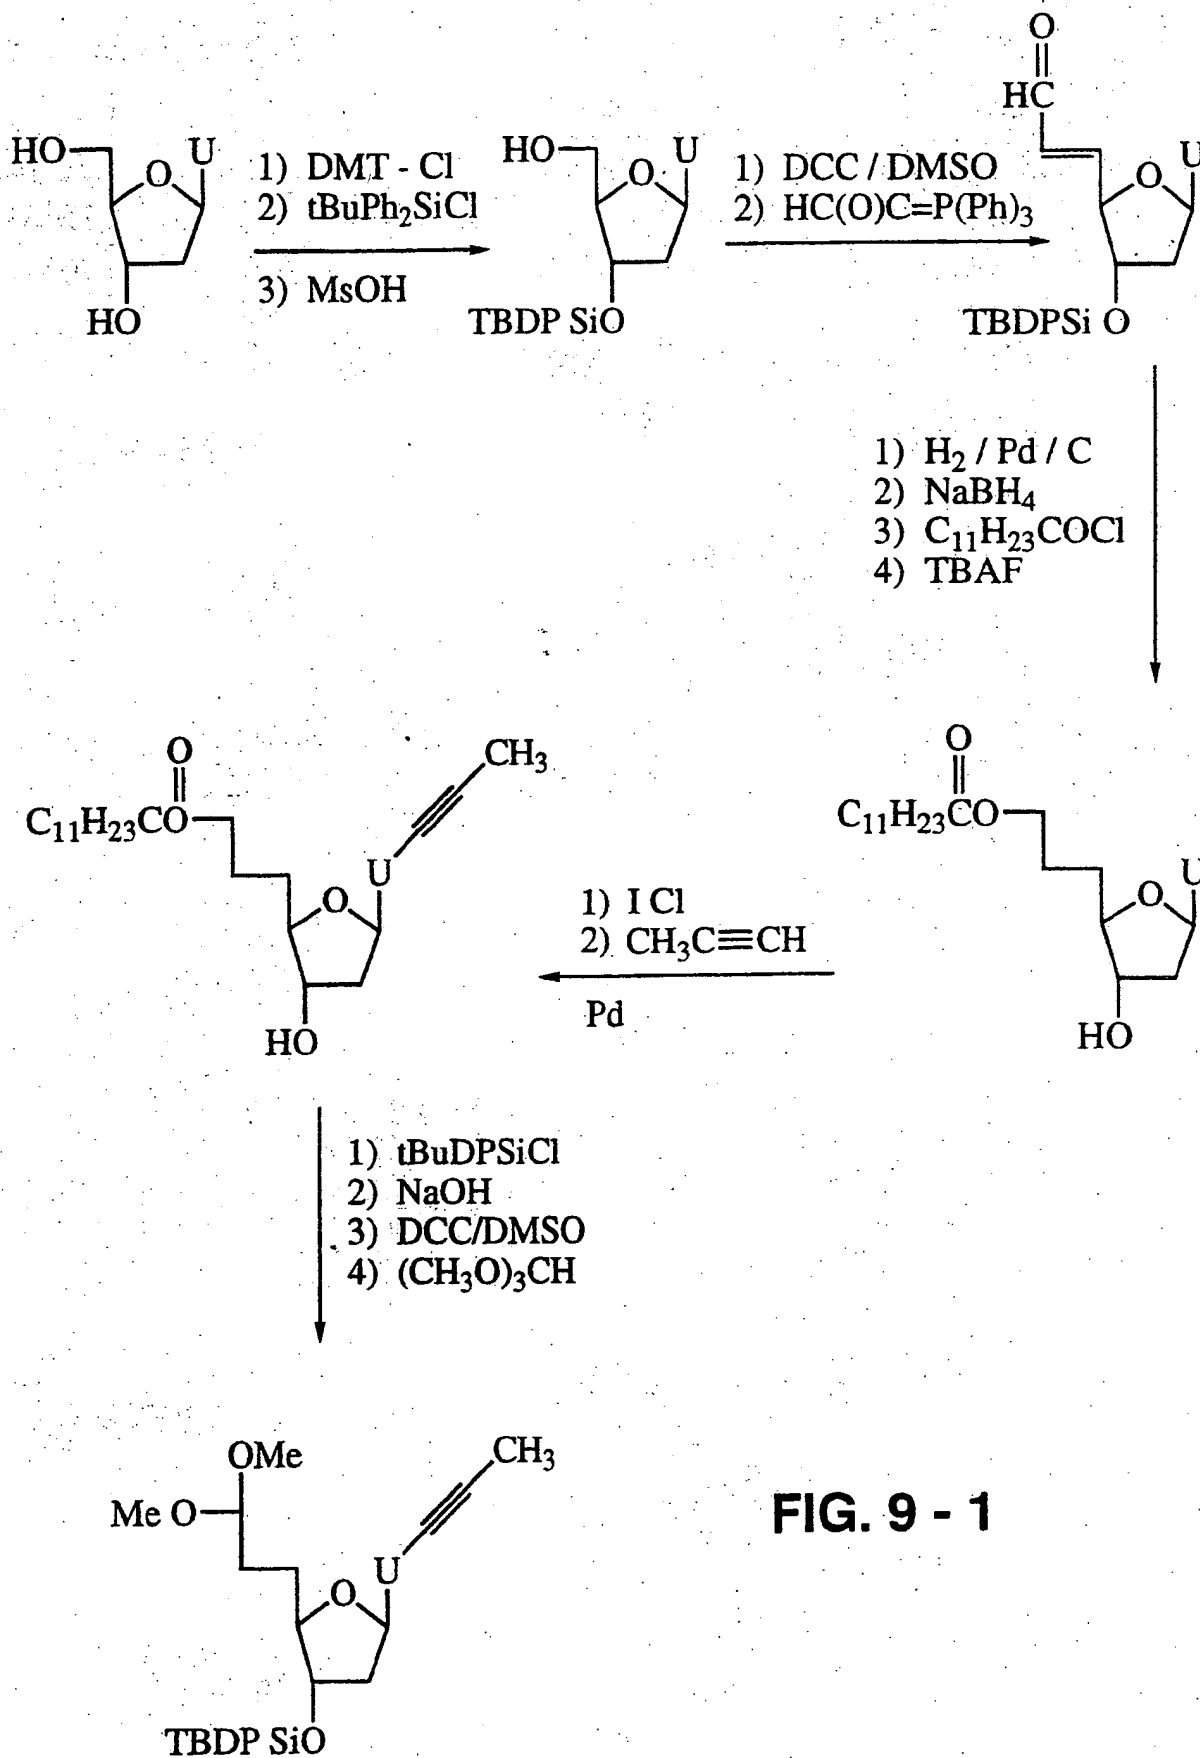 O
HC
HO
O
U
1) DMT - Cl
2) tBuPh2SiCl
3) MsOH
HO
HO
O
U
TBDP SiO
1) DCC / DMSO
2) HC(O)C=P(Ph)3
O
U
TBDPSi O
1) H2 / Pd / C
2) NaBH4
3) C11H23COCl
4) TBAF
O
C11H23CO
O
U
HO
1) I Cl
2) CH3C≡CH
Pd
O
C11H23CO
CH3
U
O
HO
1) tBuDPSiCl
2) NaOH
3) DCC/DMSO
4) (CH3O)3CH
OMe
Me O
CH3
U
O
TBDP SiO
FIG. 9 - 1